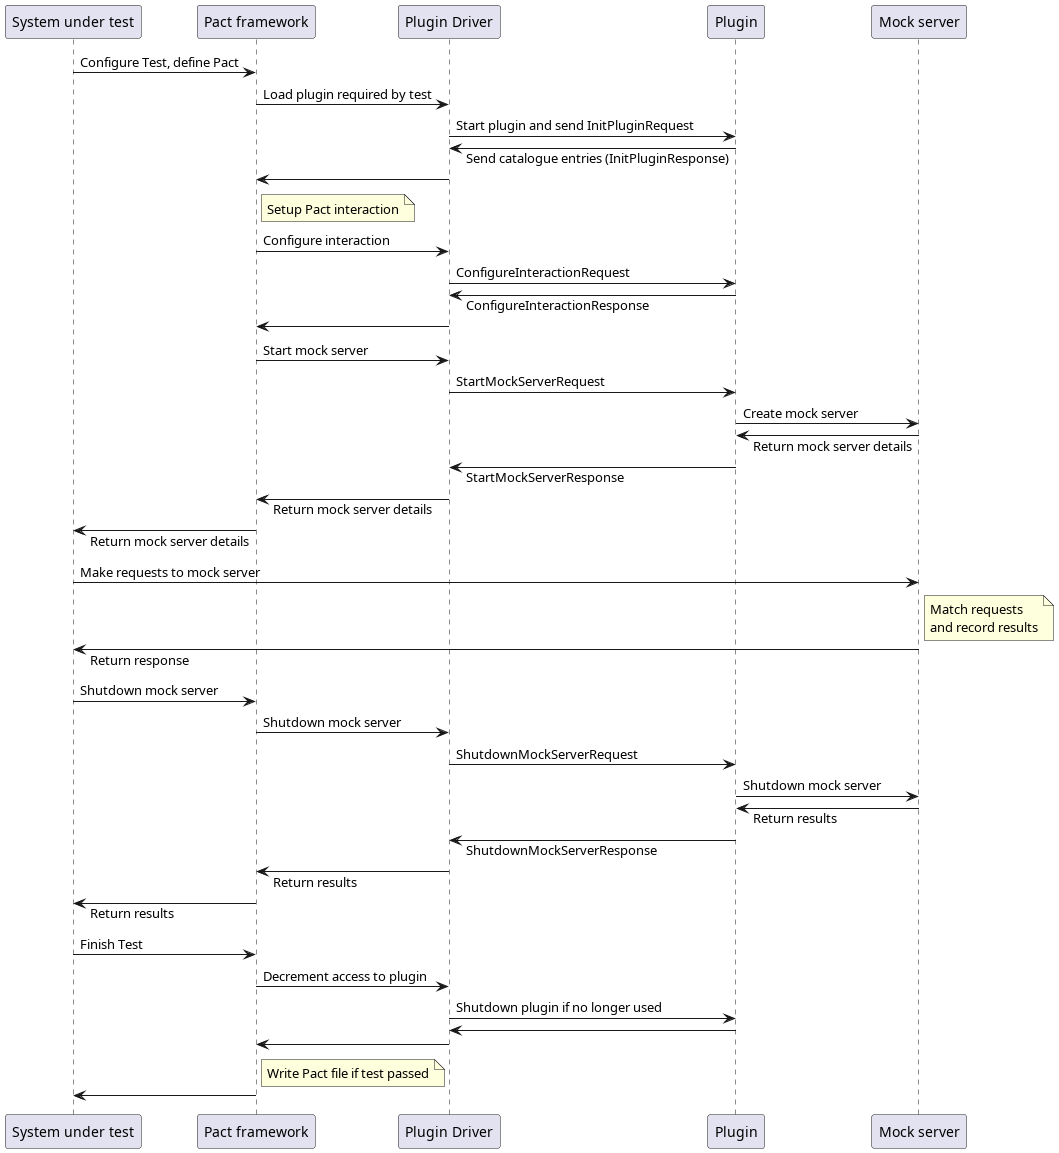 System under test
Pact framework
Plugin Driver
Plugin
Mock server
Configure Test, define Pact
Load plugin required by test
Start plugin and send InitPluginRequest
Send catalogue entries (InitPluginResponse)
Setup Pact interaction
Configure interaction
ConfigureInteractionRequest
ConfigureInteractionResponse
Start mock server
StartMockServerRequest
Create mock server
Return mock server details
StartMockServerResponse
Return mock server details
Return mock server details
Make requests to mock server
Match requests
and record results
Return response
Shutdown mock server
Shutdown mock server
ShutdownMockServerRequest
Shutdown mock server
Return results
ShutdownMockServerResponse
Return results
Return results
Finish Test
Decrement access to plugin
Shutdown plugin if no longer used
Write Pact file if test passed
System under test
Pact framework
Plugin Driver
Plugin
Mock server